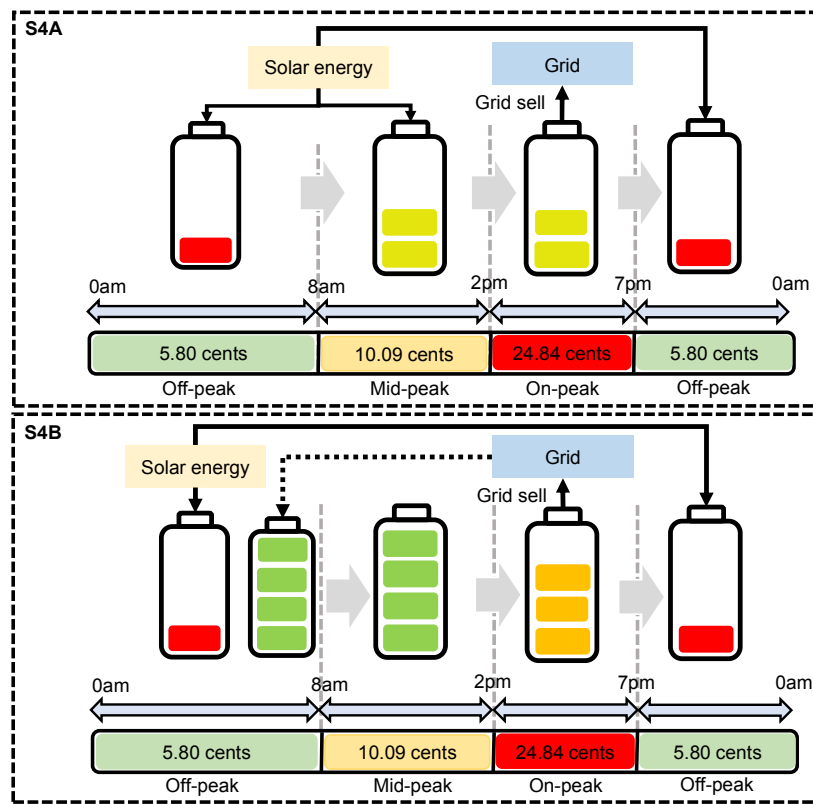 S4A
Solar energy
Grid
Grid sell
0am
8am
2pm
7pm
0am
5.80 cents
10.09 cents
24.84 cents
5.80 cents
Off-peak
Mid-peak
On-peak
Off-peak
S4B
Solar energy
Grid
Grid sell
0am
8am
2pm
7pm
0am
5.80 cents
10.09 cents
24.84 cents
5.80 cents
Off-peak
Mid-peak
On-peak
Off-peak